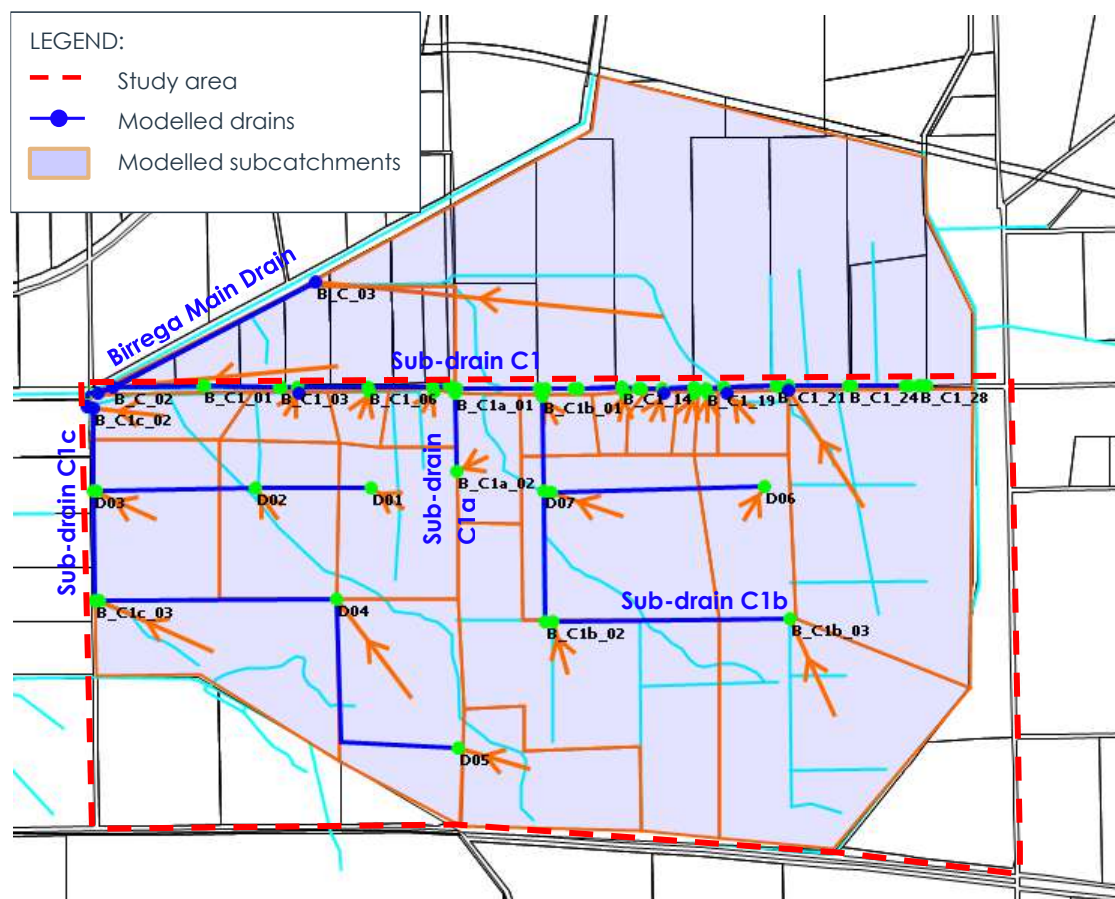 LEGEND:
Study area
Modelled drains
Modelled subcatchments
Birrega Main Drain
B_C_03
Sub-drain C1
B_C_02
B_C1_01
B_C1_03
B_C1_06
B_C1a_01
B_C1b_01
B_C1_14
B_C1_19
B_C1_21
B_C1_24
B_C1_28
B_C1c_02
Sub-drain C1c
Sub-drain
C1a
B_C1a_02
D03
D02
D01
D07
D06
B_C1c_03
D04
Sub-drain C1b
B_C1b_02
B_C1b_03
D05